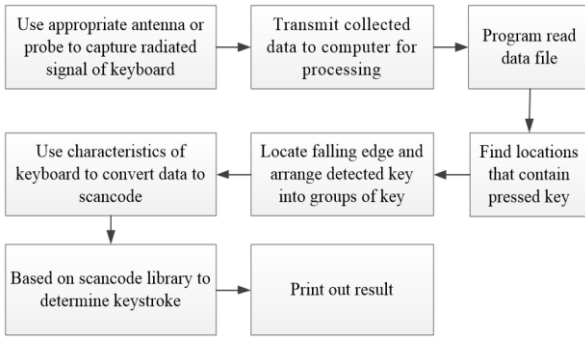 Use appropriate antenna or
probe to capture radiated
signal of keyboard
Transmit collected
data to computer for
processing
Program read
data file
Find locations
that contain
pressed key
Locate falling edge and
arrange detected key
into groups of key
Use characteristics of
keyboard to convert data to
scancode
Based on scancode library to
determine keystroke
Print out result